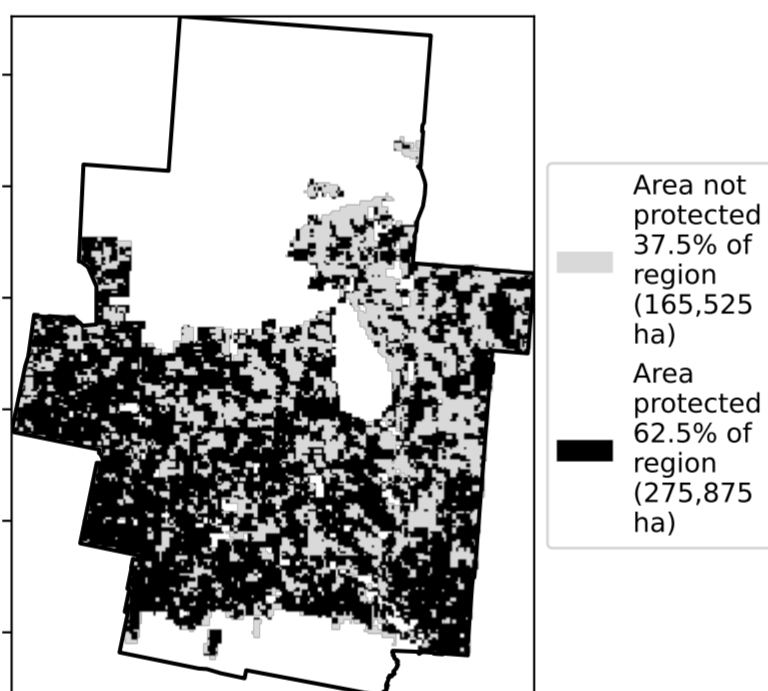 Area not
protected
37.5% of
region
(165,525
ha)
Area
protected
62.5% of
region
(275,875
ha)